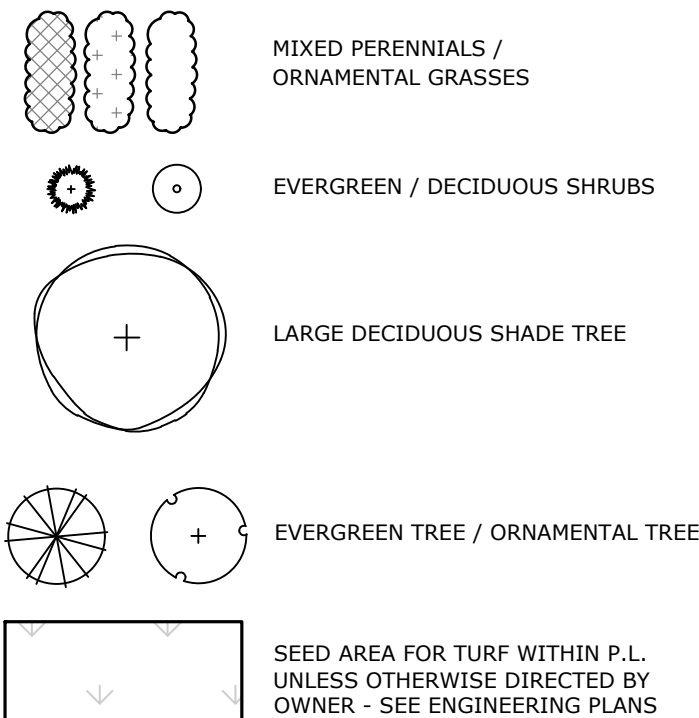 MIXED PERENNIALS /
ORNAMENTAL GRASSES
EVERGREEN / DECIDUOUS SHRUBS
LARGE DECIDUOUS SHADE TREE
EVERGREEN TREE / ORNAMENTAL TREE
SEED AREA FOR TURF WITHIN P.L.
UNLESS OTHERWISE DIRECTED BY
OWNER - SEE ENGINEERING PLANS